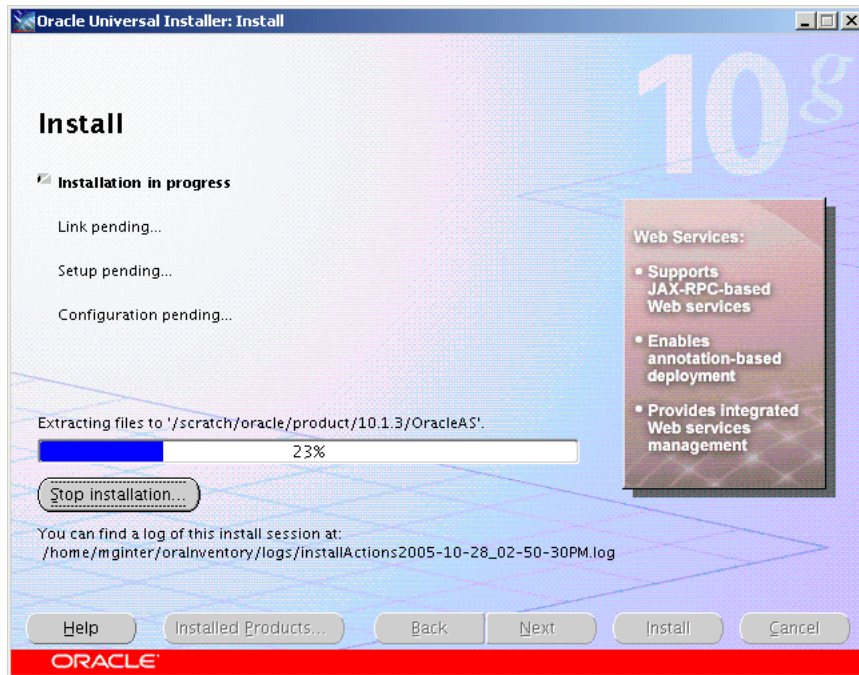 Oracle Universal Installer: Install
10g
Install
Installation in progress
Link pending...
Setup pending...
Configuration pending...
Web Services:
• Supports
JAX-RPC-based
Web services
• Enables
annotation-based
deployment
• Provides integrated
Web services
management
Extracting files to '/scratch/oracle/product/10.1.3/OracleAS'.
23%
Stop installation...
You can find a log of this install session at:
/home/mginter/oraInventory/logs/installActions2005-10-28_02-50-30PM.log
Help
Installed Products...
Back
Next
Install
Cancel
ORACLE